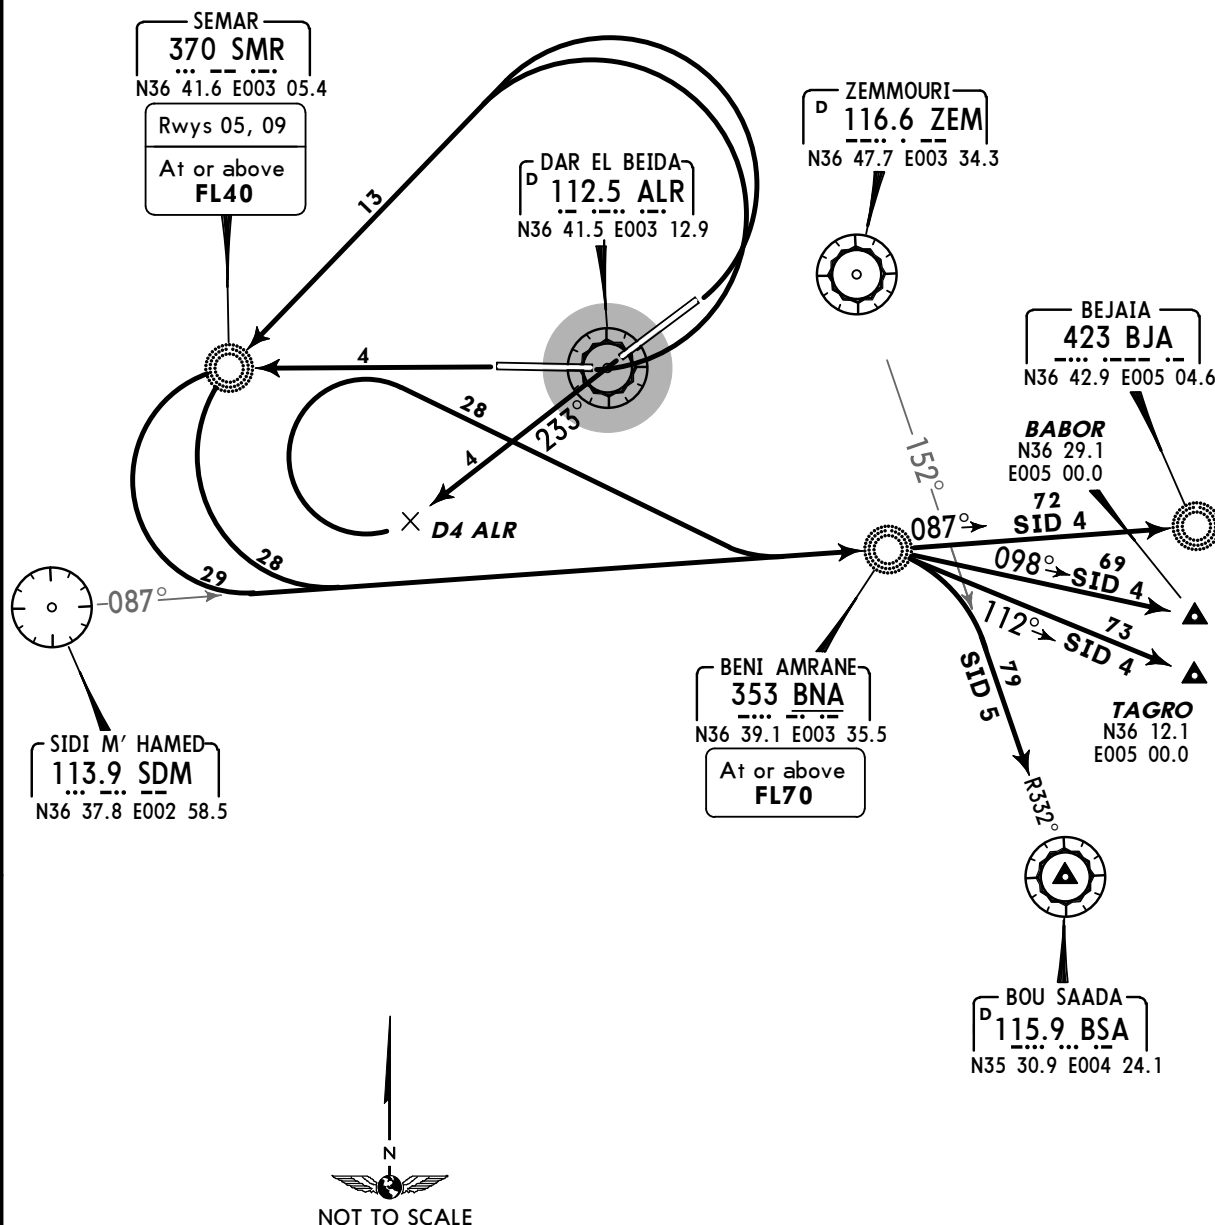 SEMAR
370 SMR
N36 41.6 E003 05.4
Rwys 05, 09
At or above
FL40
ZEMMOURI
D 116.6 ZEM
N36 47.7 E003 34.3
DAR EL BEIDA
D 112.5 ALR
N36 41.5 E003 12.9
13
4
28
233°
4
D4 ALR
BEJAIA
423 BJA
N36 42.9 E005 04.6
BABOR
N36 29.1
E005 00.0
152°
087°
72
SID 4
098°
69
SID 4
112°
73
SID 4
79
SID 5
R332°
28
29
087°
SIDI M' HAMED
113.9 SDM
N36 37.8 E002 58.5
BENI AMRANE
353 BNA
N36 39.1 E003 35.5
At or above
FL70
TAGRO
N36 12.1
E005 00.0
BOU SAADA
D 115.9 BSA
N35 30.9 E004 24.1
N
NOT TO SCALE